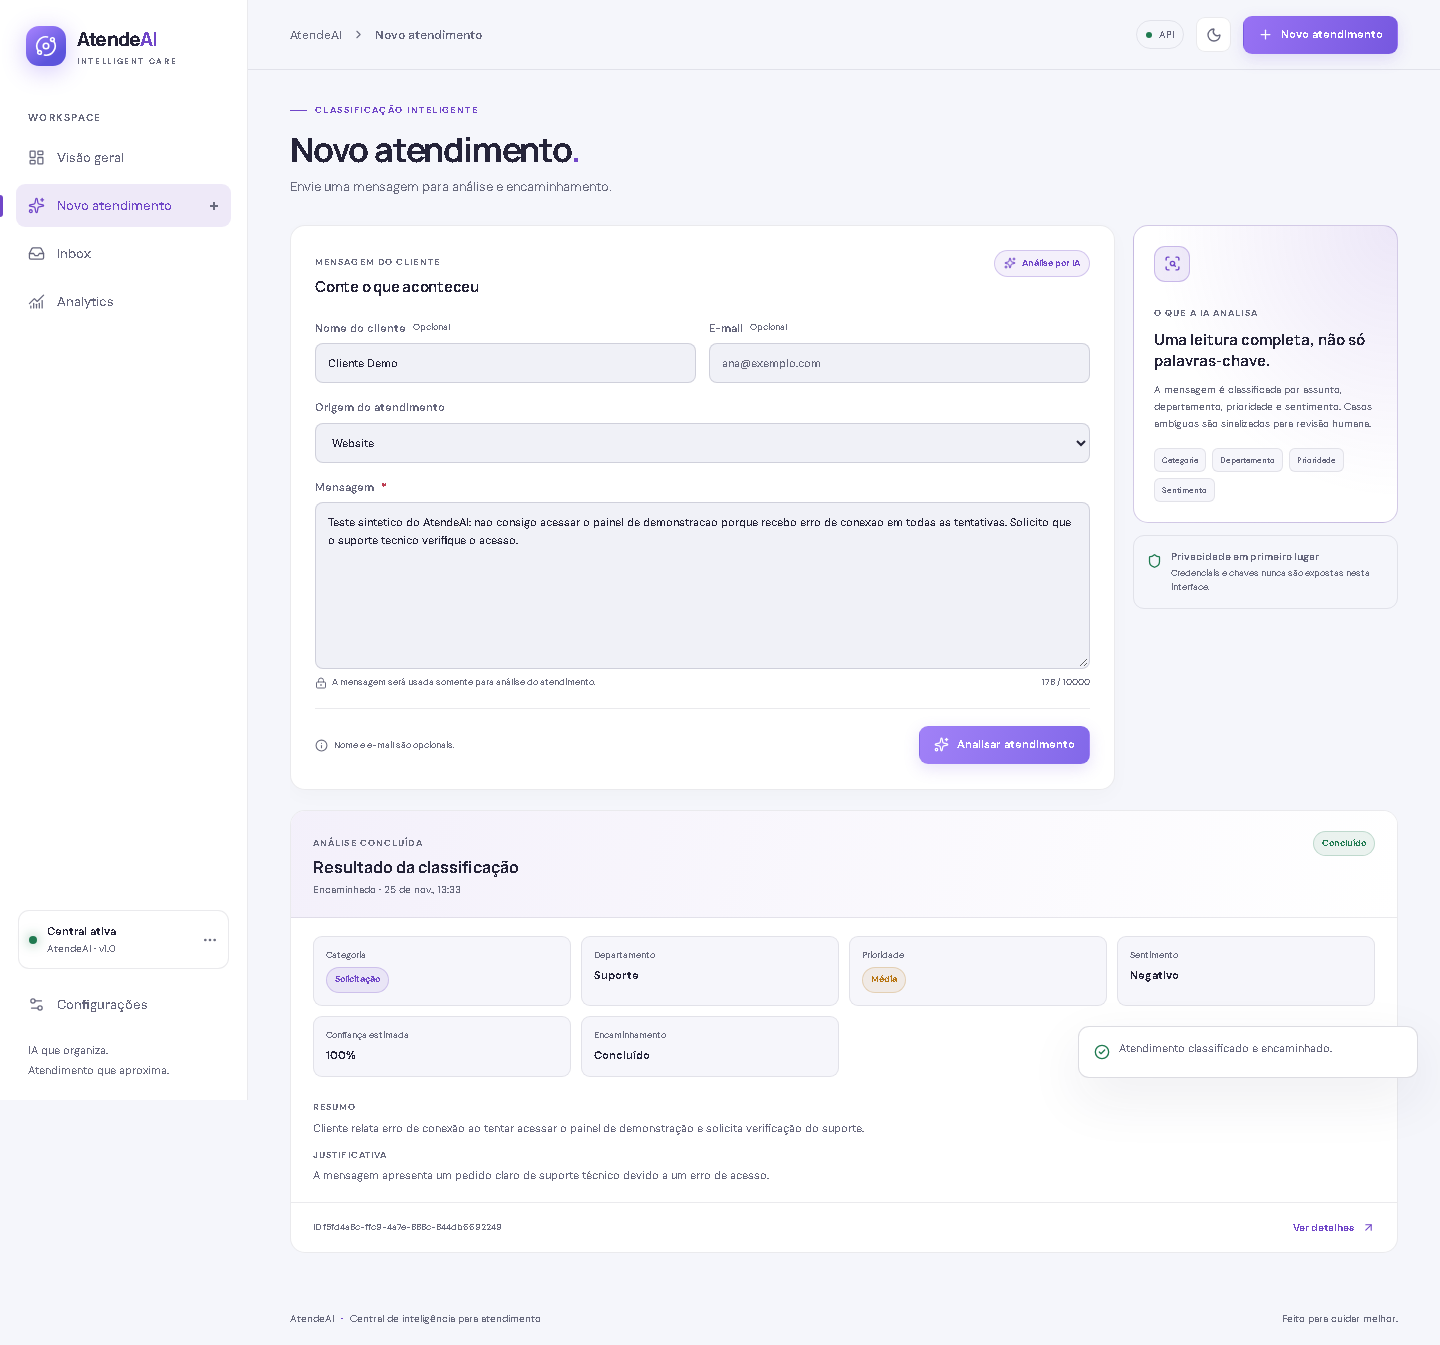 AtendeAI
INTELLIGENT CARE
WORKSPACE
Visão geral
Novo atendimento +
Inbox
Analytics
Central ativa
AtendeAI · v1.0
Configurações
IA que organiza.
Atendimento que aproxima.
AtendeAI > Novo atendimento
API
+ Novo atendimento
CLASSIFICAÇÃO INTELIGENTE
Novo atendimento.
Envie uma mensagem para análise e encaminhamento.
MENSAGEM DO CLIENTE
Análise por IA
Conte o que aconteceu
Nome do cliente Opcional
E-mail Opcional
Cliente Demo
ana@exemplo.com
Origem do atendimento
Website
Mensagem *
Teste sintetico do AtendeAI: nao consigo acessar o painel de demonstracao porque recebo erro de conexao em todas as tentativas. Solicito que
o suporte tecnico verifique o acesso.
A mensagem será usada somente para análise do atendimento.
178 / 10000
Nome e e-mail são opcionais.
Analisar atendimento
O QUE A IA ANALISA
Uma leitura completa, não só
palavras-chave.
A mensagem é classificada por assunto,
departamento, prioridade e sentimento. Casos
ambíguos são sinalizados para revisão humana.
Categoria
Departamento
Prioridade
Sentimento
Privacidade em primeiro lugar
Credenciais e chaves nunca são expostas nesta
interface.
ANÁLISE CONCLUÍDA
Concluído
Resultado da classificação
Encaminhado · 25 de nov., 13:33
Categoria
Solicitação
Departamento
Suporte
Prioridade
Média
Sentimento
Negativo
Confiança estimada
100%
Encaminhamento
Concluído
Atendimento classificado e encaminhado.
RESUMO
Cliente relata erro de conexão ao tentar acessar o painel de demonstração e solicita verificação do suporte.
JUSTIFICATIVA
A mensagem apresenta um pedido claro de suporte técnico devido a um erro de acesso.
Ver detalhes
AtendeAI · Central de inteligência para atendimento
Feito para cuidar melhor.